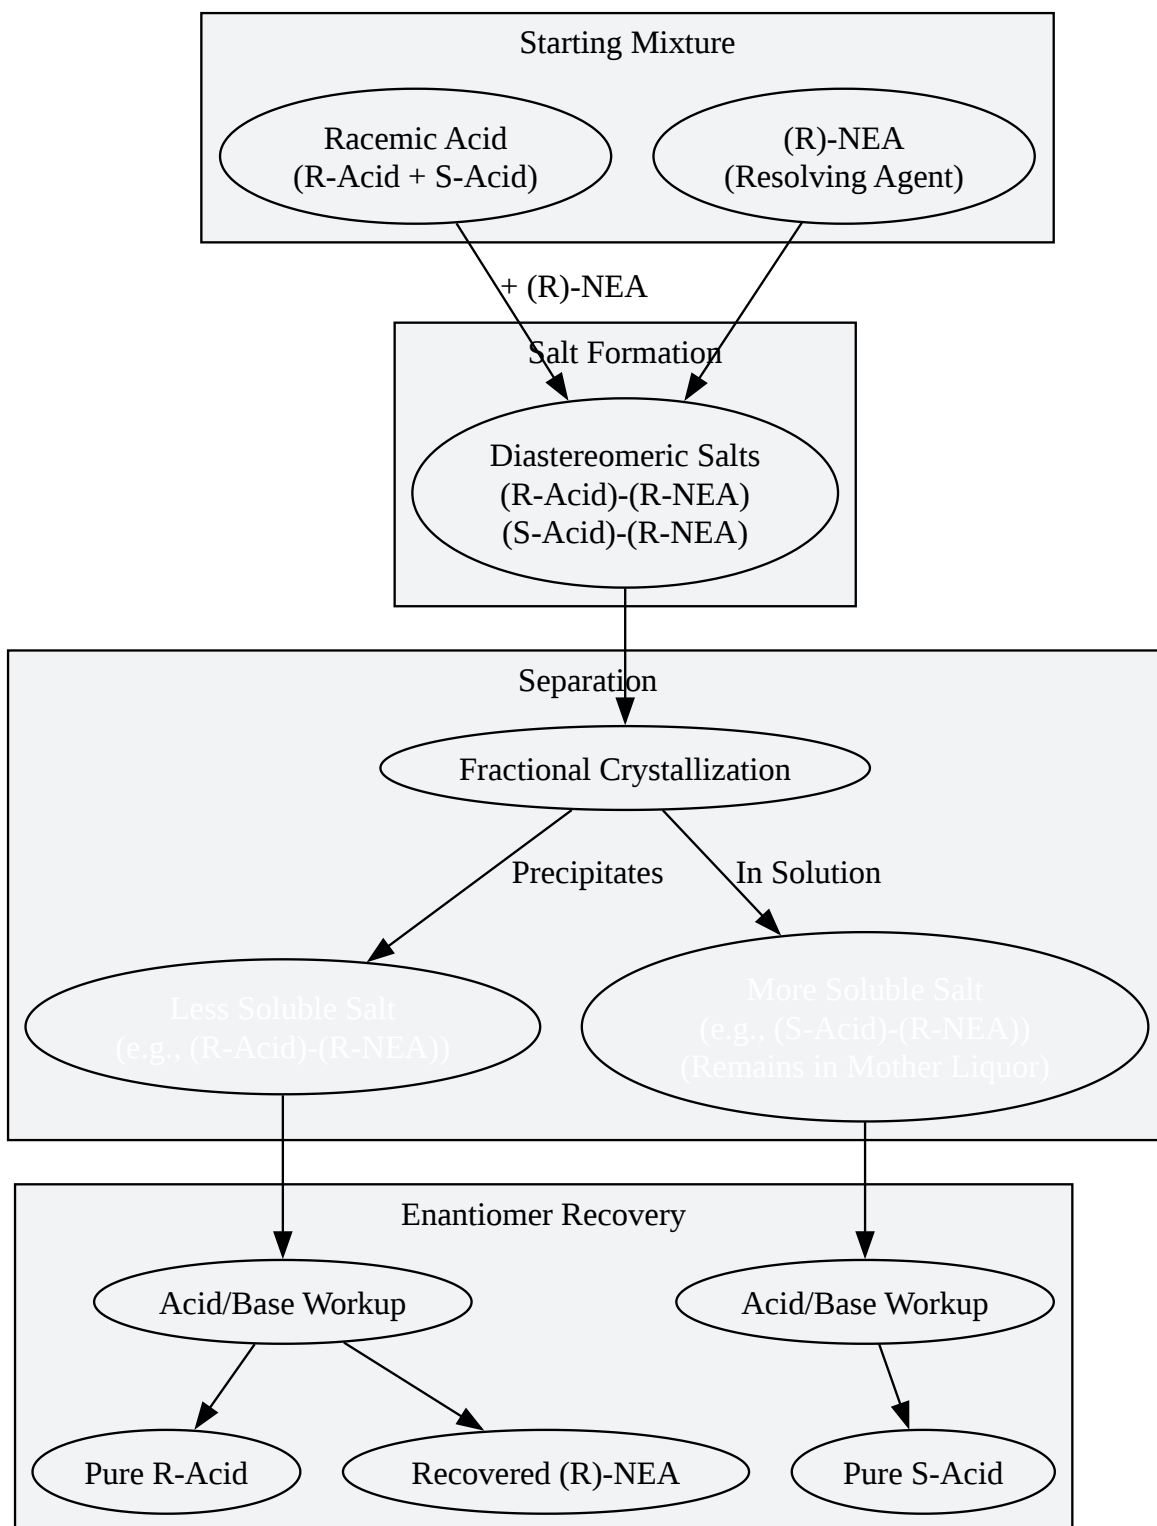 Starting Mixture
Racemic Acid
(R-Acid + S-Acid)
(R)-NEA
(Resolving Agent)
+ (R)-NEA
Salt Formation
Diastereomeric Salts
(R-Acid)-(R-NEA)
(S-Acid)-(R-NEA)
Separation
Fractional Crystallization
Precipitates
In Solution
Less Soluble Salt
(e.g., (R-Acid)-(R-NEA))
More Soluble Salt
(e.g., (S-Acid)-(R-NEA))
(Remains in Mother Liquor)
Enantiomer Recovery
Acid/Base Workup
Acid/Base Workup
Pure R-Acid
Recovered (R)-NEA
Pure S-Acid